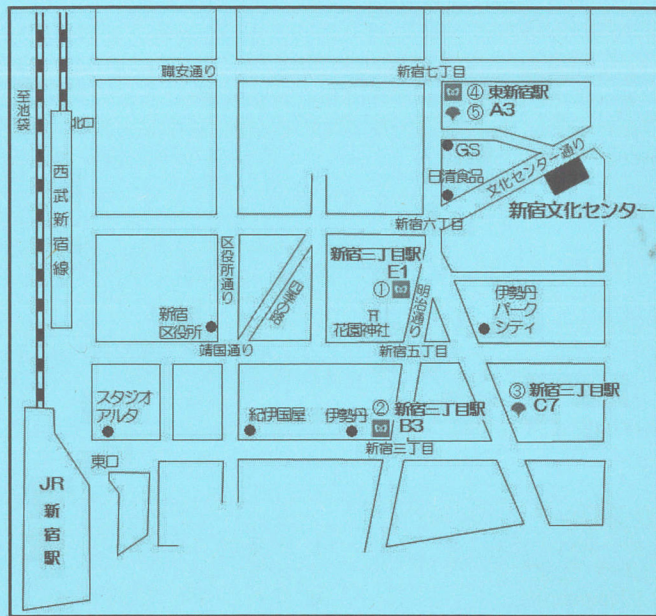 職安通り
新宿七丁目
至池袋
北口
④ 東新宿駅
⑤ A3
GS
日清食品
文化センター通り
新宿文化センター
西武新宿線
新宿六丁目
区役所通り
四季の路
新宿三丁目駅
E1
①
明治通り
花園神社
伊勢丹
パーク
シティ
新宿
区役所
靖国通り
新宿五丁目
スタジオ
アルタ
紀伊国屋
伊勢丹
② 新宿三丁目駅
B3
③ 新宿三丁目駅
C7
新宿三丁目
東口
JR
新宿駅